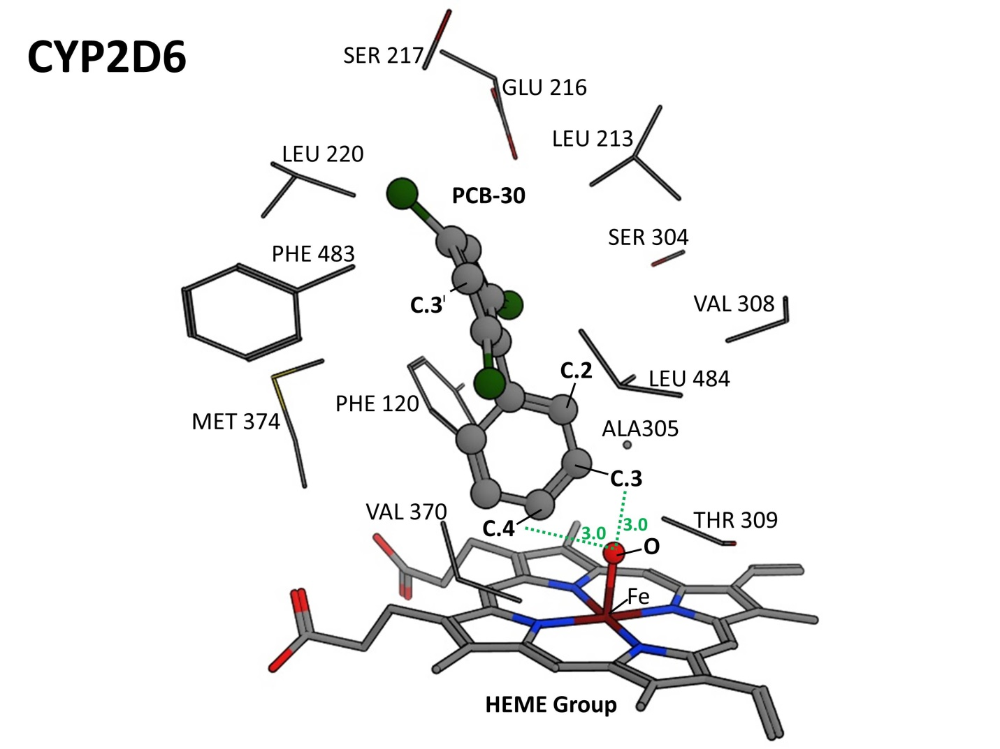 CYP2D6
SER 217
GLU 216
LEU 213
LEU 220
PCB-30
SER 304
PHE 483
C.3'
VAL 308
C.2
LEU 484
PHE 120
MET 374
ALA305
C.3
VAL 370
C.4
3.0
3.0
THR 309
O
Fe
HEME Group